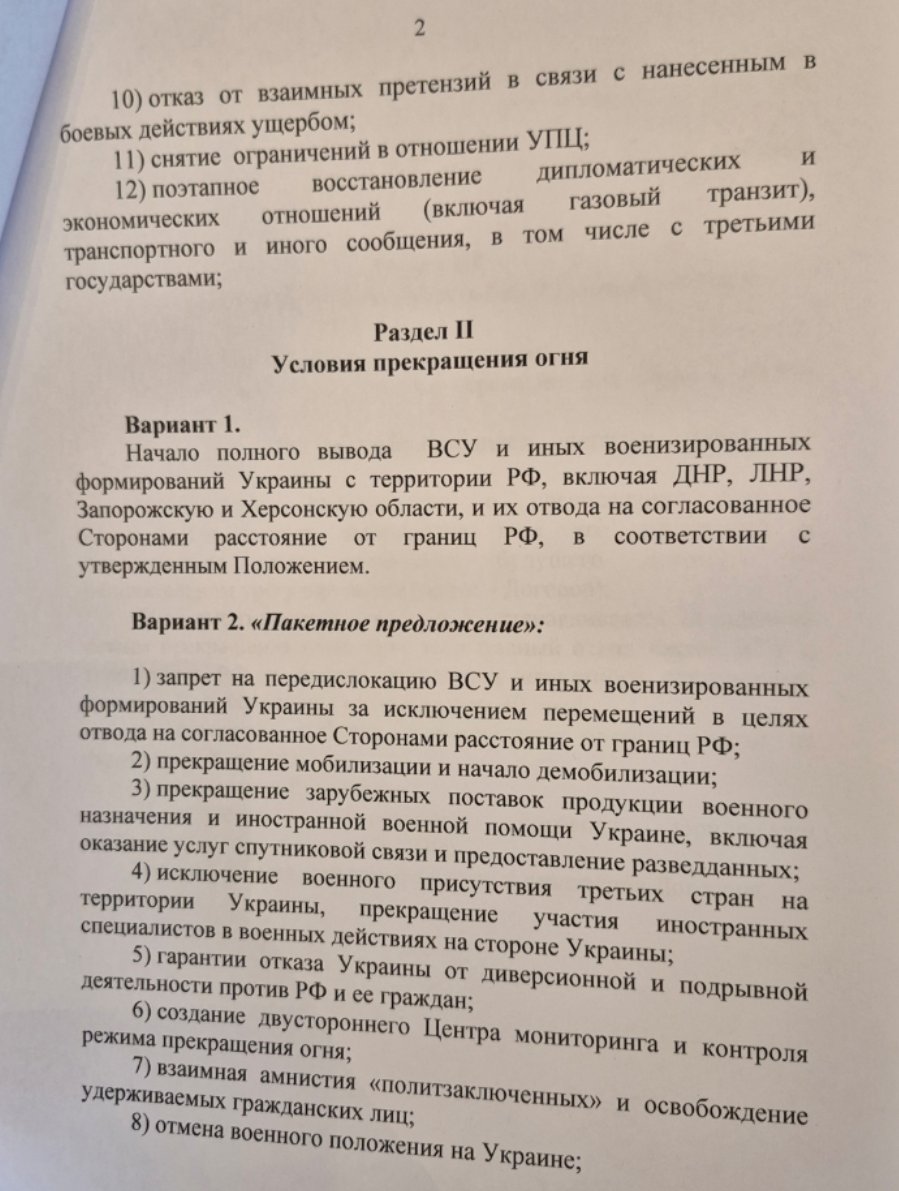 2
10) отказ от взаимных претензий в связи с нанесенным в
боевых действиях ущербом;
11) снятие ограничений в отношении УПЦ;
12) поэтапное восстановление дипломатических и
экономических отношений (включая газовый транзит),
транспортного и иного сообщения, в том числе с третьими
государствами;
Раздел II
Условия прекращения огня
Вариант 1.
Начало полного вывода ВСУ и иных военизированных
формирований Украины с территории РФ, включая ДНР, ЛНР,
Запорожскую и Херсонскую области, и их отвода на согласованное
Сторонами расстояние от границ РФ, в соответствии с
утвержденным Положением.
Вариант 2. «Пакетное предложение»:
1) запрет на передислокацию ВСУ и иных военизированных
формирований Украины за исключением перемещений в целях
отвода на согласованное Сторонами расстояние от границ РФ;
2) прекращение мобилизации и начало демобилизации;
3) прекращение зарубежных поставок продукции военного
назначения и иностранной военной помощи Украине, включая
оказание услуг спутниковой связи и предоставление разведданных;
4) исключение военного присутствия третьих стран на
территории Украины, прекращение участия иностранных
специалистов в военных действиях на стороне Украины;
5) гарантии отказа Украины от диверсионной и подрывной
деятельности против РФ и ее граждан;
6) создание двустороннего Центра мониторинга и контроля
режима прекращения огня;
7) взаимная амнистия «политзаключенных» и освобождение
удерживаемых гражданских лиц;
8) отмена военного положения на Украине;